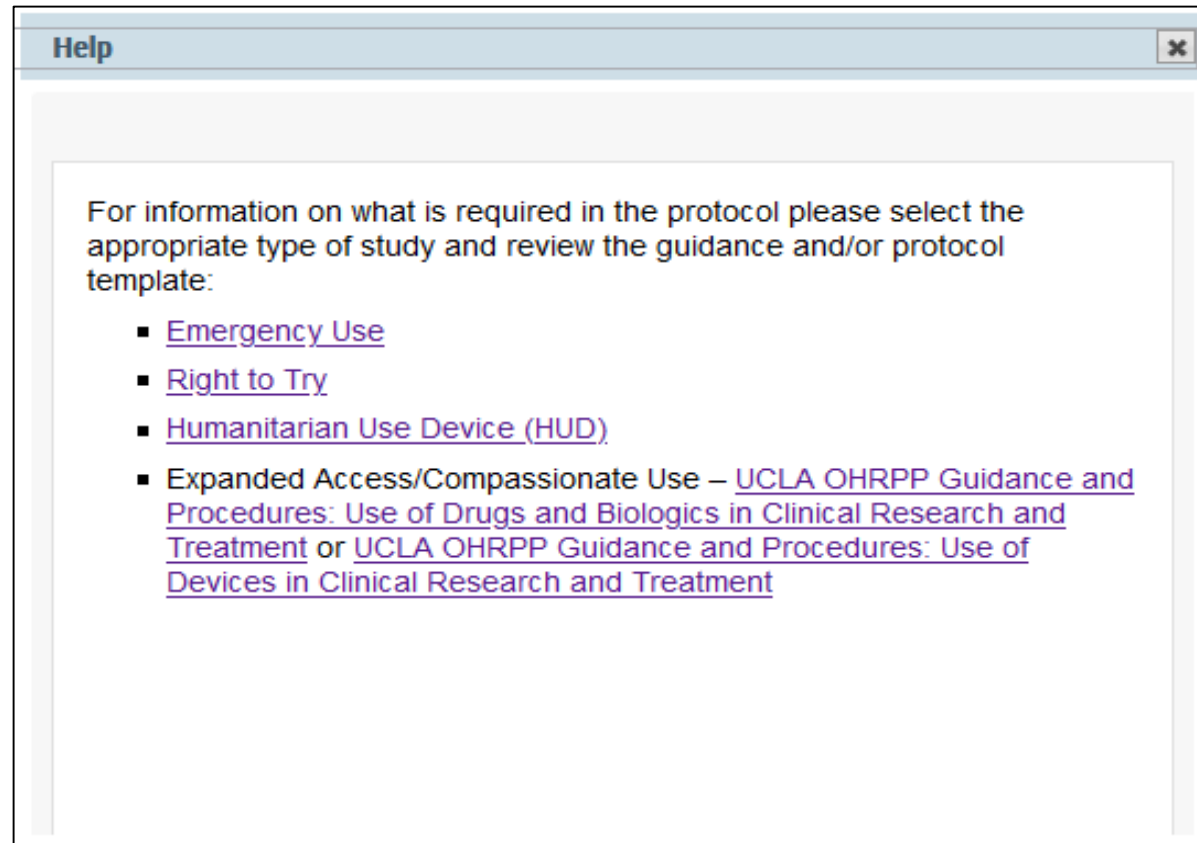 Help
For information on what is required in the protocol please select the
appropriate type of study and review the guidance and/or protocol
template:
▪ Emergency Use
▪ Right to Try
▪ Humanitarian Use Device (HUD)
▪ Expanded Access/Compassionate Use – UCLA OHRPP Guidance and
Procedures: Use of Drugs and Biologics in Clinical Research and
Treatment or UCLA OHRPP Guidance and Procedures: Use of
Devices in Clinical Research and Treatment